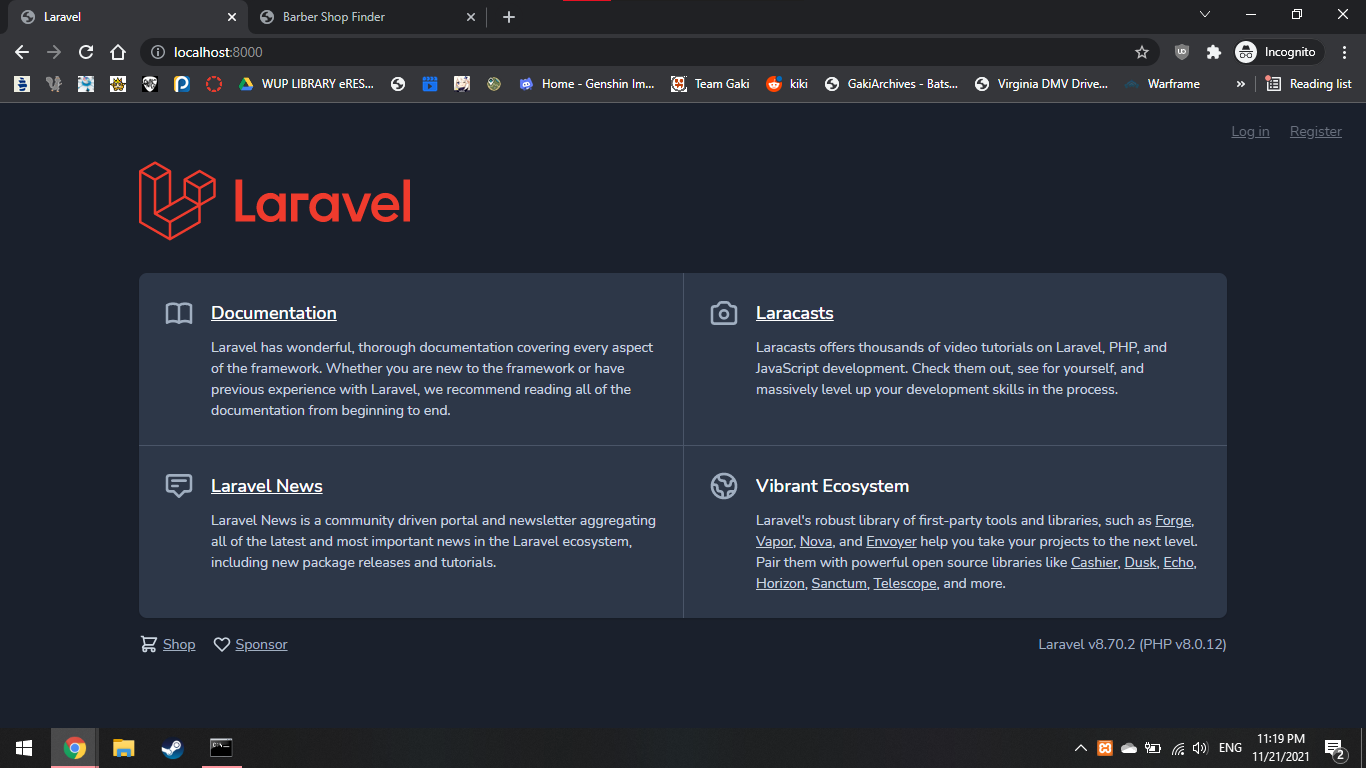 Laravel
Barber Shop Finder
localhost:8000
Incognito
WUP LIBRARY eRES...
Home - Genshin Im...
Team Gaki
kiki
GakiArchives - Bats...
Virginia DMV Drive...
Warframe
»
Reading list
Log in
Register
Laravel
Documentation
Laravel has wonderful, thorough documentation covering every aspect
of the framework. Whether you are new to the framework or have
previous experience with Laravel, we recommend reading all of the
documentation from beginning to end.
Laracasts
Laracasts offers thousands of video tutorials on Laravel, PHP, and
JavaScript development. Check them out, see for yourself, and
massively level up your development skills in the process.
Laravel News
Laravel News is a community driven portal and newsletter aggregating
all of the latest and most important news in the Laravel ecosystem,
including new package releases and tutorials.
Vibrant Ecosystem
Laravel's robust library of first-party tools and libraries, such as Forge,
Vapor, Nova, and Envoyer help you take your projects to the next level.
Pair them with powerful open source libraries like Cashier, Dusk, Echo,
Horizon, Sanctum, Telescope, and more.
Shop
Sponsor
Laravel v8.70.2 (PHP v8.0.12)
ENG
11:19 PM
11/21/2021
2